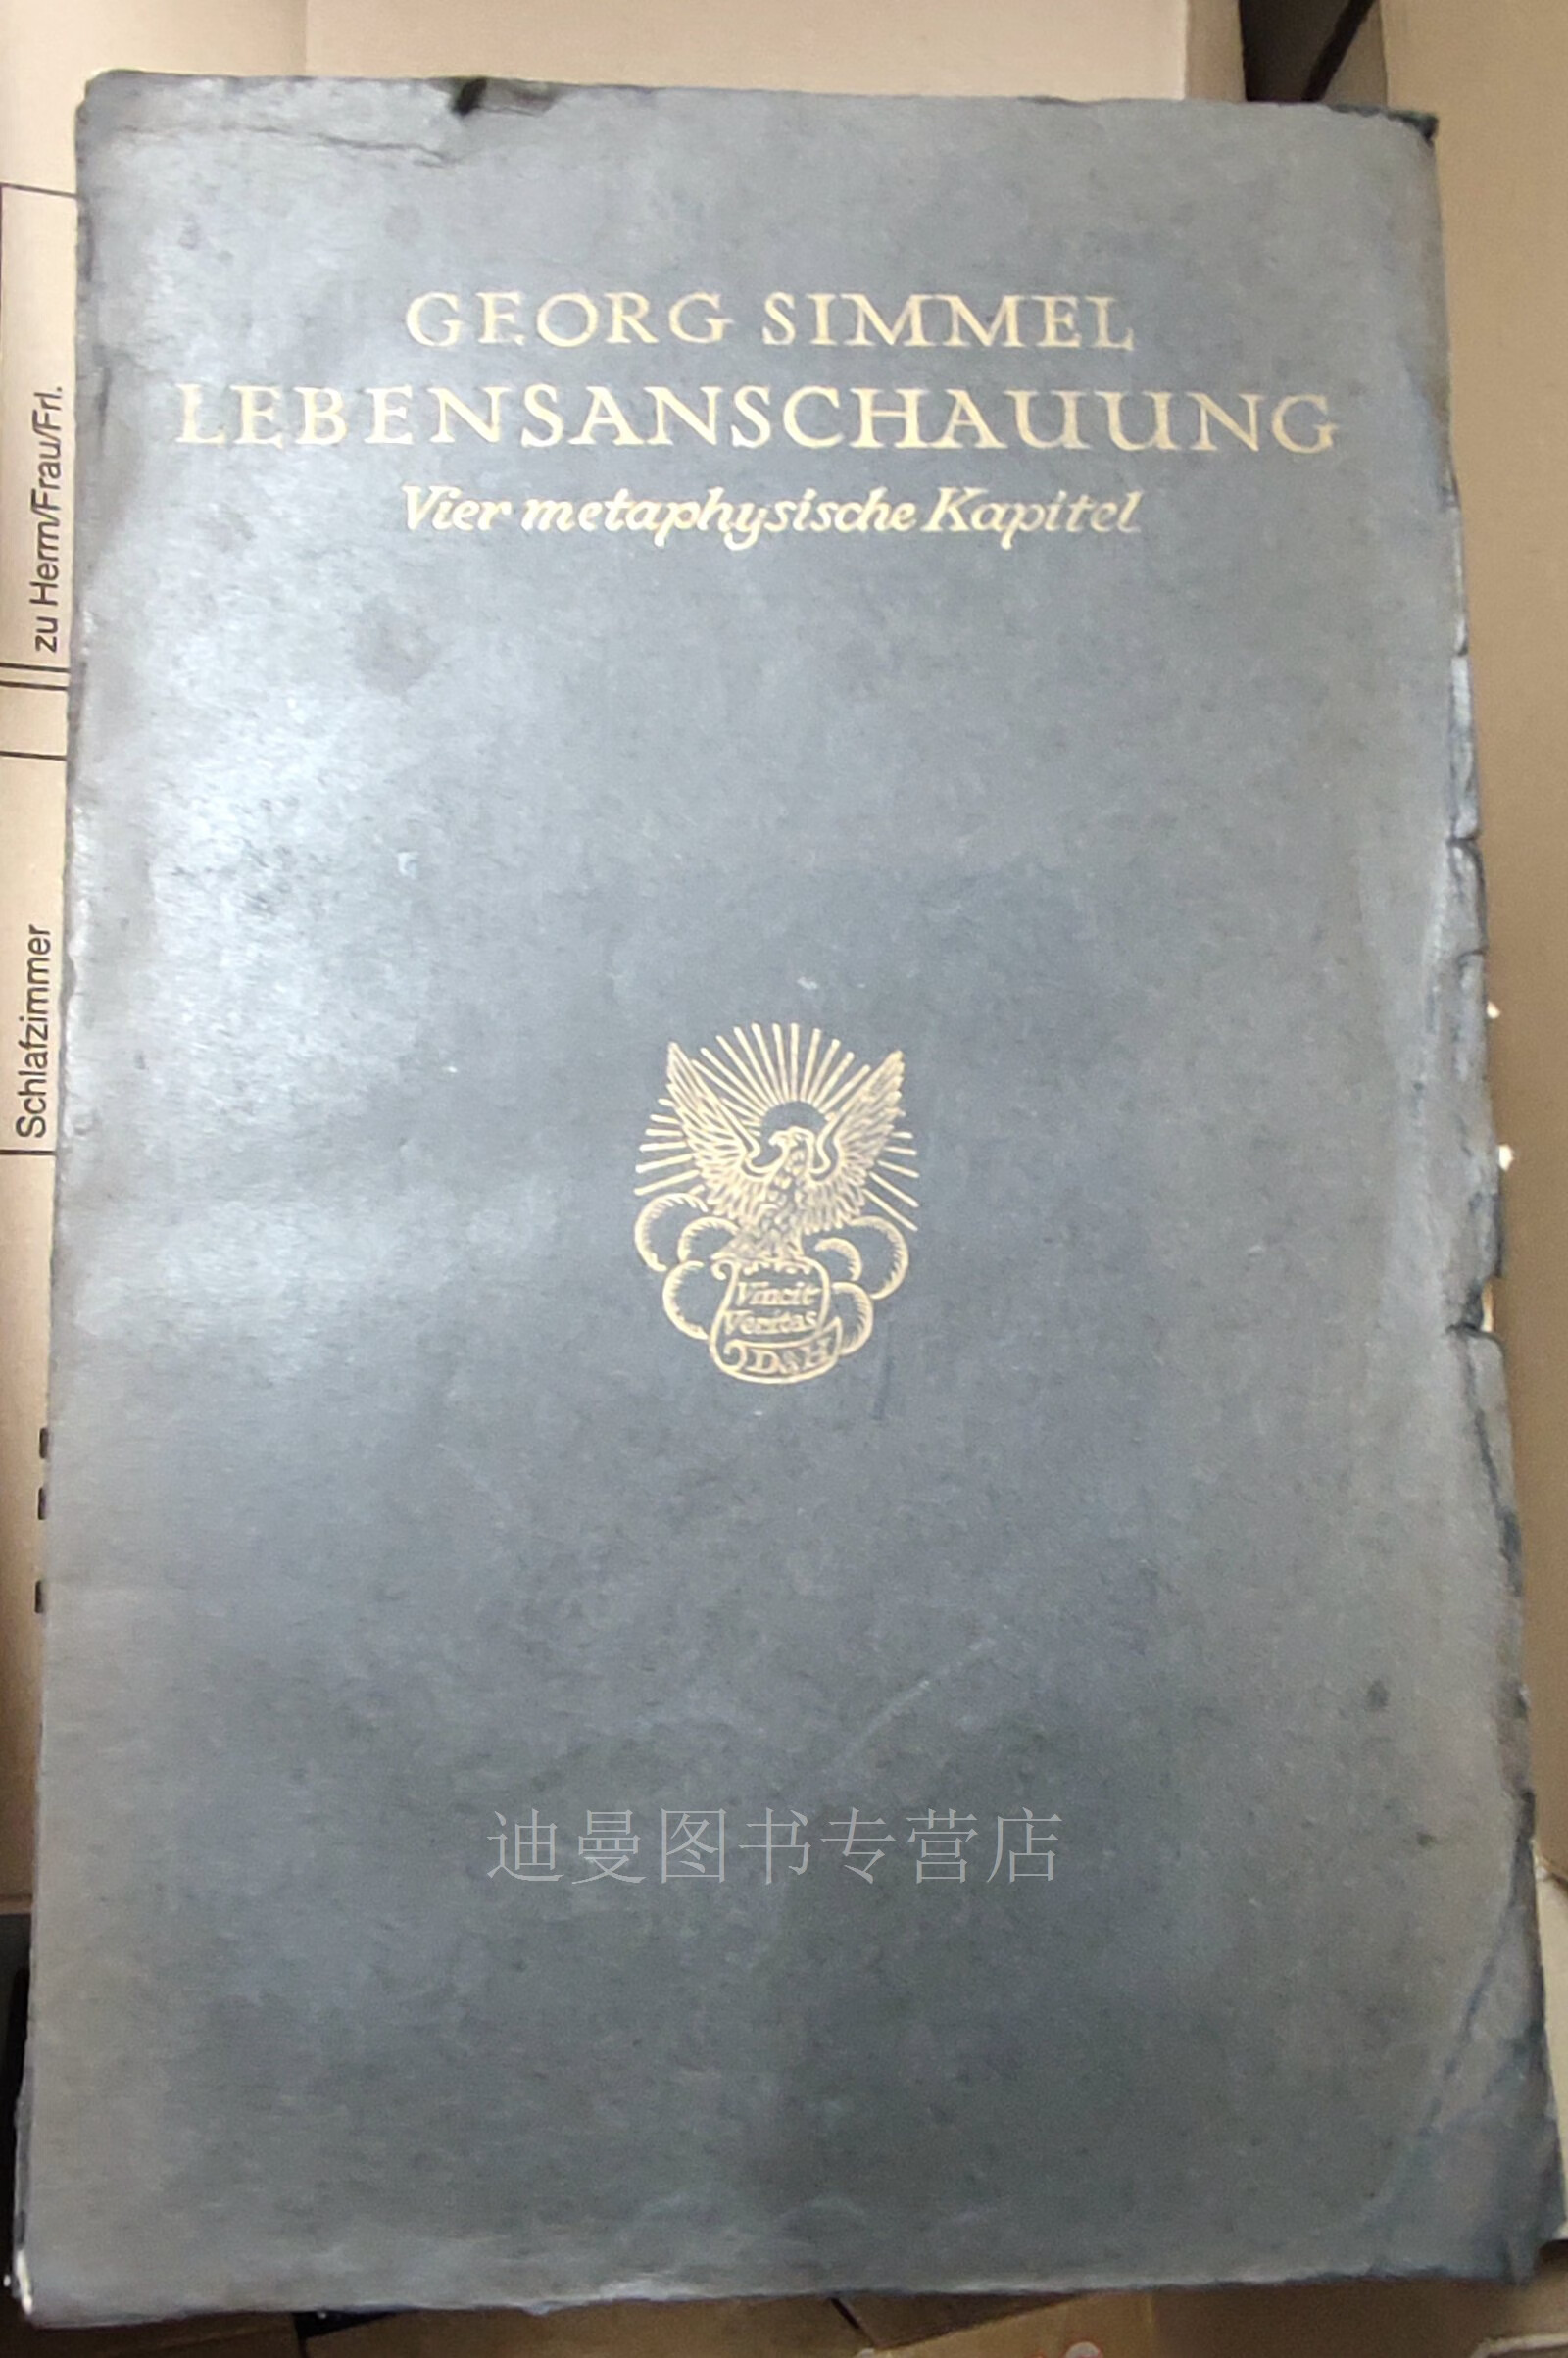 GEORG SIMMEL
LEBENSANSCHAUUNG
Vier metaphysische Kapitel
Vincit
Veritas
D&H
迪曼图书专营店
zu Herrn/Frau/Frl.
Schlafzimmer